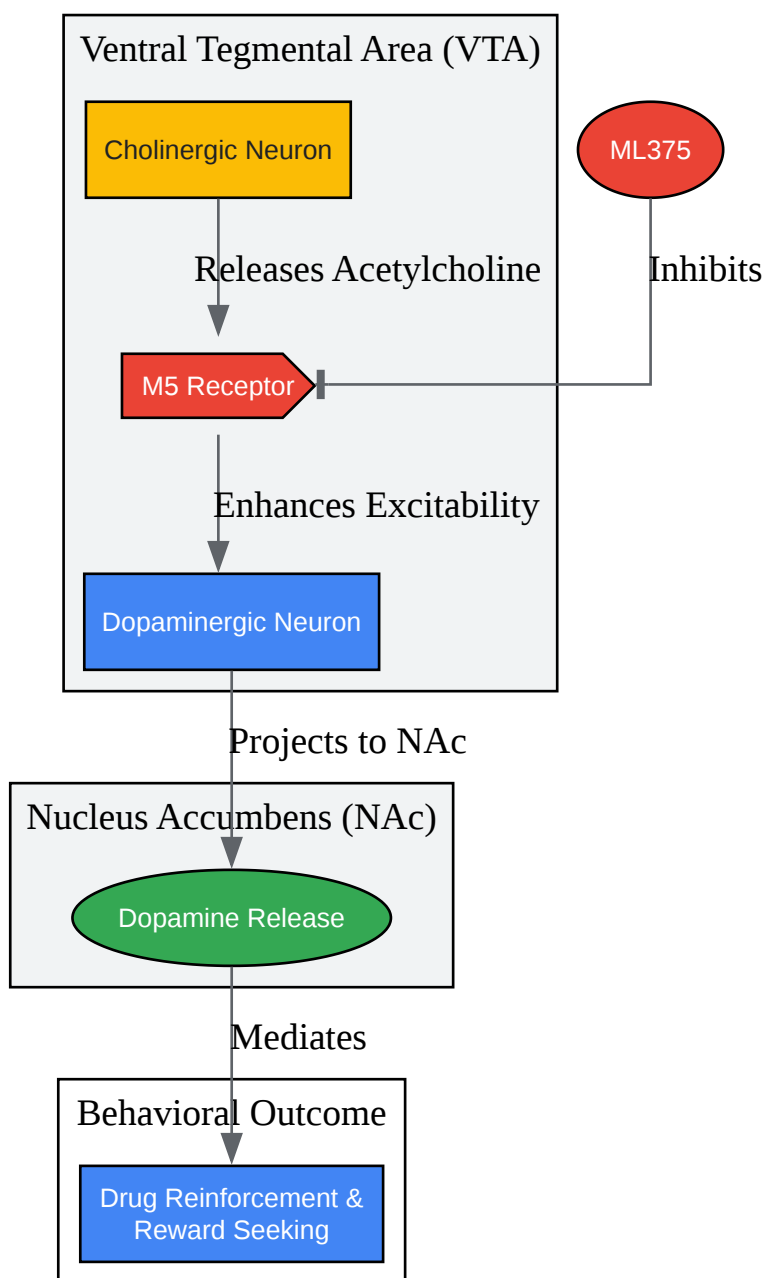 Ventral Tegmental Area (VTA)
Cholinergic Neuron
ML375
Releases Acetylcholine
Inhibits
M5 Receptor
Enhances Excitability
Dopaminergic Neuron
Projects to NAc
Nucleus Accumbens (NAc)
Dopamine Release
Mediates
Behavioral Outcome
Drug Reinforcement &
Reward Seeking